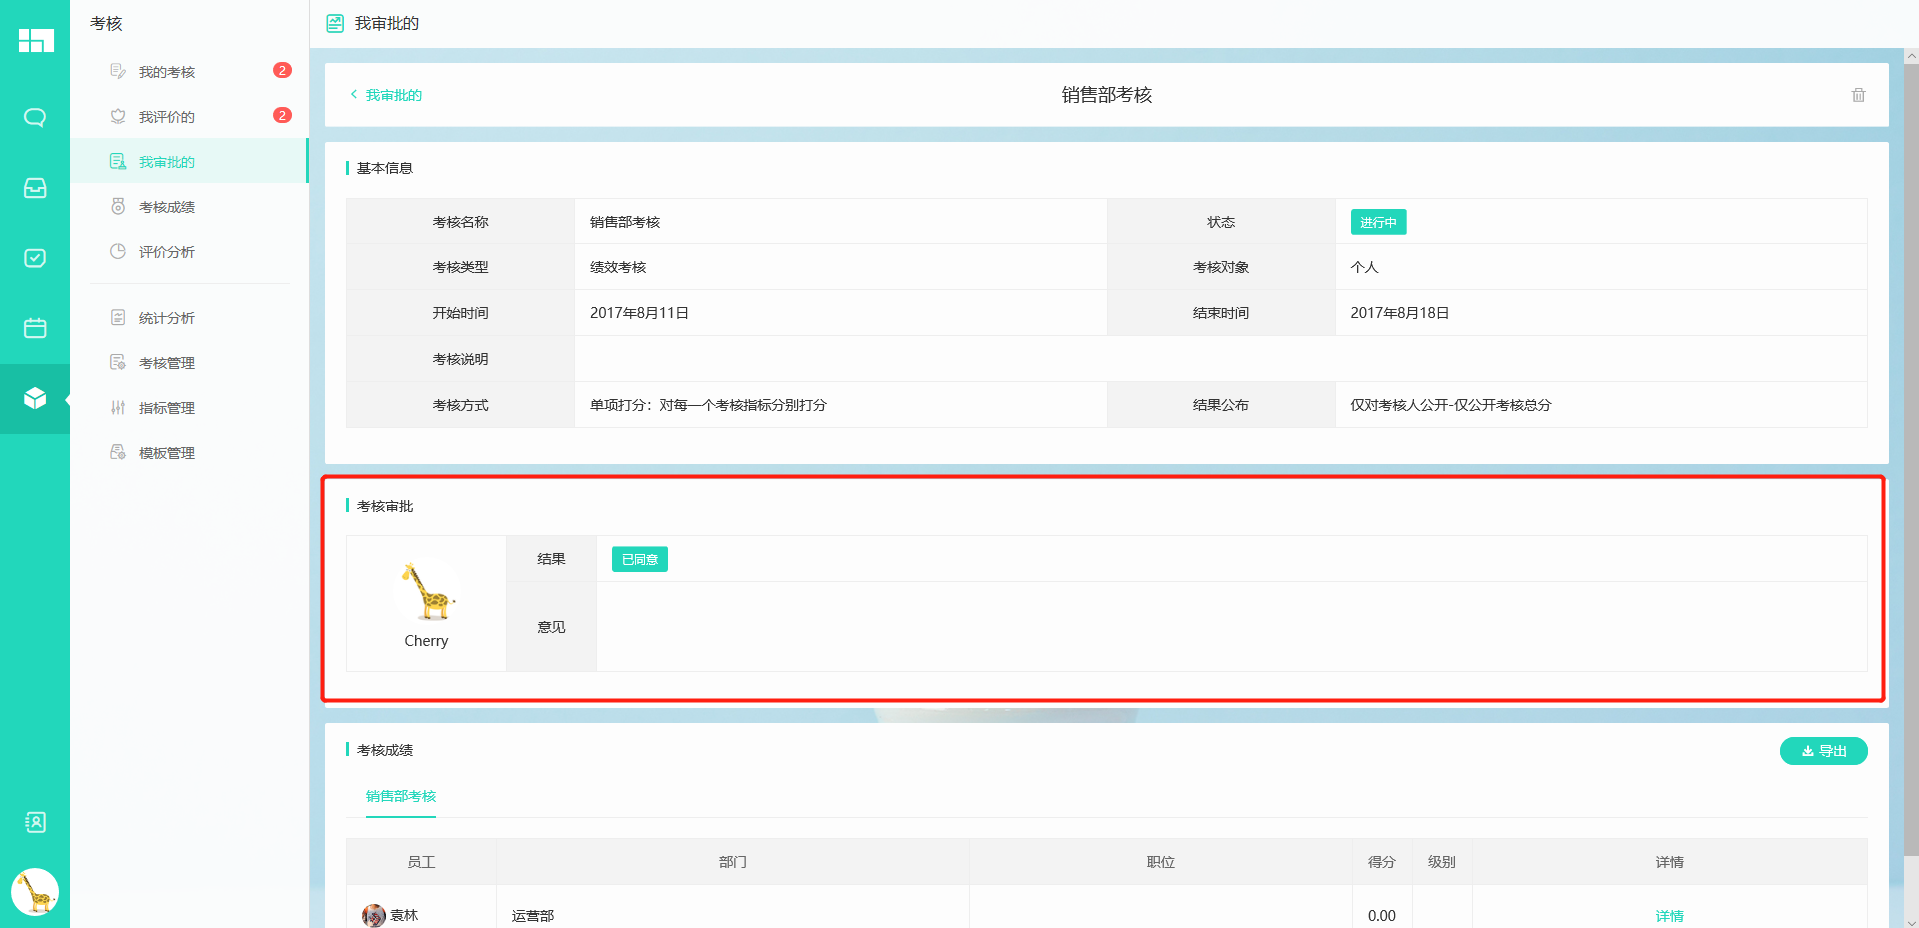 考核
我的考核 2
我评价的 2
我审批的
考核成绩
评价分析
统计分析
考核管理
指标管理
模板管理
我审批的
我审批的
销售部考核
基本信息
考核名称 销售部考核 状态 进行中
考核类型 绩效考核 考核对象 个人
开始时间 2017年8月11日 结束时间 2017年8月18日
考核说明
考核方式 单项打分：对每一个考核指标分别打分 结果公布 仅对考核人公开-仅公开考核总分
考核审批
结果 已同意
意见
Cherry
考核成绩 导出
销售部考核
员工 部门 职位 得分 级别 详情
袁林 运营部 0.00 详情